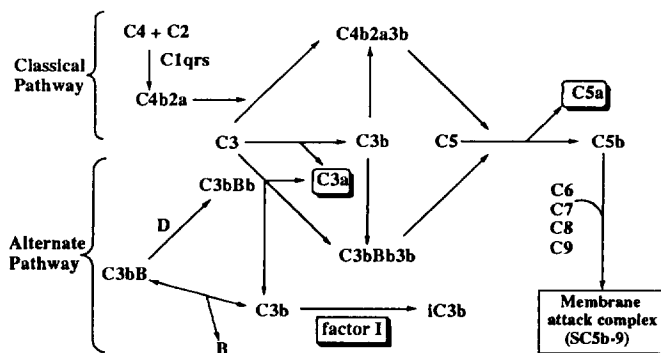 C4 + C2
C4b2a3b
Classical
Pathway
C1qrs
C4b2a
C5a
C3
C3b
C5
C5b
C3bBb
C3a
D
C6
C7
C8
C9
Alternate
Pathway
C3bBb3b
C3bB
C3b
iC3b
factor I
B
Membrane
attack complex
(SC5b-9)